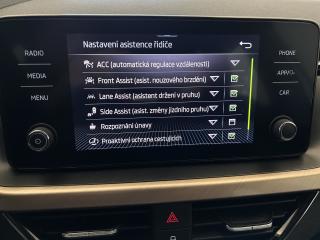 RADIO
MEDIA
MENU
Nastavení asistence řidiče
ACC (automatická regulace vzdálenosti)
Front Assist (asist. nouzového brzdění)
Lane Assist (asistent držení v pruhu)
Side Assist (asist. změny jízdního pruhu)
Rozpoznání únavy
Proaktivní ochrana cestujících
PHONE
APP/
CAR